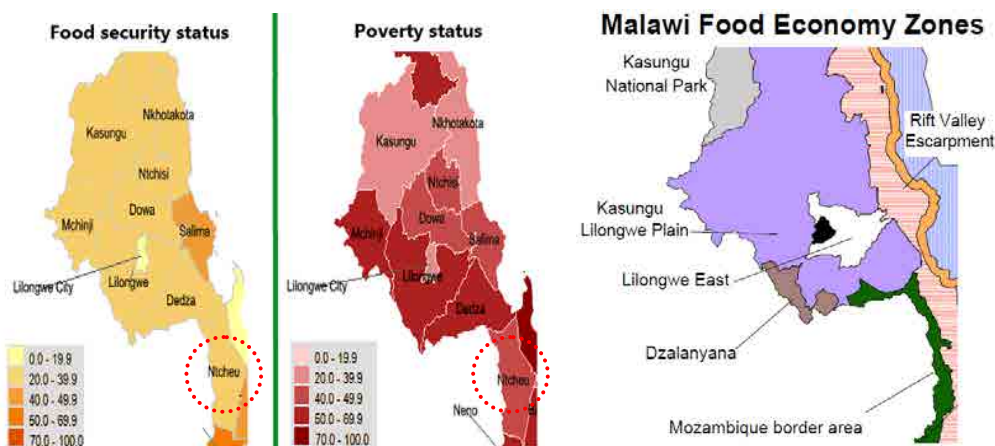 Food security status
Kasungu
Nkhotakota
Ntchisi
Dowa
Mchinji
Salima
Lilongwe City
Lilongwe
Dedza
Ntcheu
0.0 - 19.9
20.0 - 39.9
40.0 - 49.9
50.0 - 69.9
70.0 - 100.0
Poverty status
Kasungu
Nkhotakota
Ntchisi
Dowa
Mchinji
Salima
Lilongwe City
Lilongwe
Dedza
Ntcheu
Neno
0.0 - 19.9
20.0 - 39.9
40.0 - 49.9
50.0 - 69.9
70.0 - 100.0
Malawi Food Economy Zones
Kasungu
National Park
Rift Valley
Escarpment
Kasungu
Lilongwe Plain
Lilongwe East
Dzalanyana
Mozambique border area